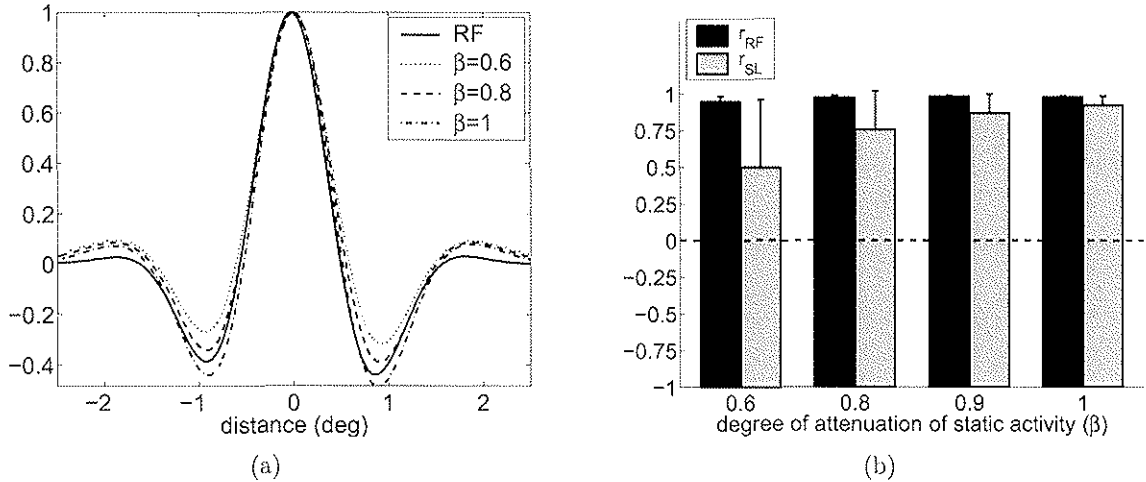 1
0.8
0.6
0.4
0.2
0
−0.2
−0.4
−2
−1
0
1
2
distance (deg)
RF
β=0.6
β=0.8
β=1
(a)
r_RF
r_SL
1
0.75
0.5
0.25
0
−0.25
−0.5
−0.75
−1
0.6
0.8
0.9
1
degree of attenuation of static activity (β)
(b)